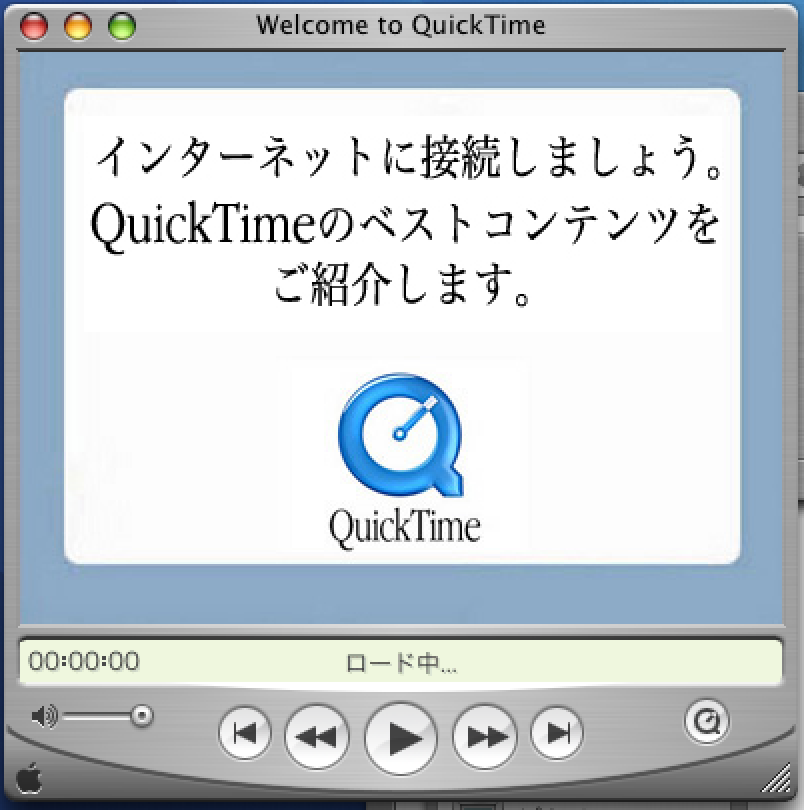 Welcome to QuickTime
インターネットに接続しましょう。
QuickTimeのベストコンテンツを
ご紹介します。
QuickTime
00:00:00 ロード中...